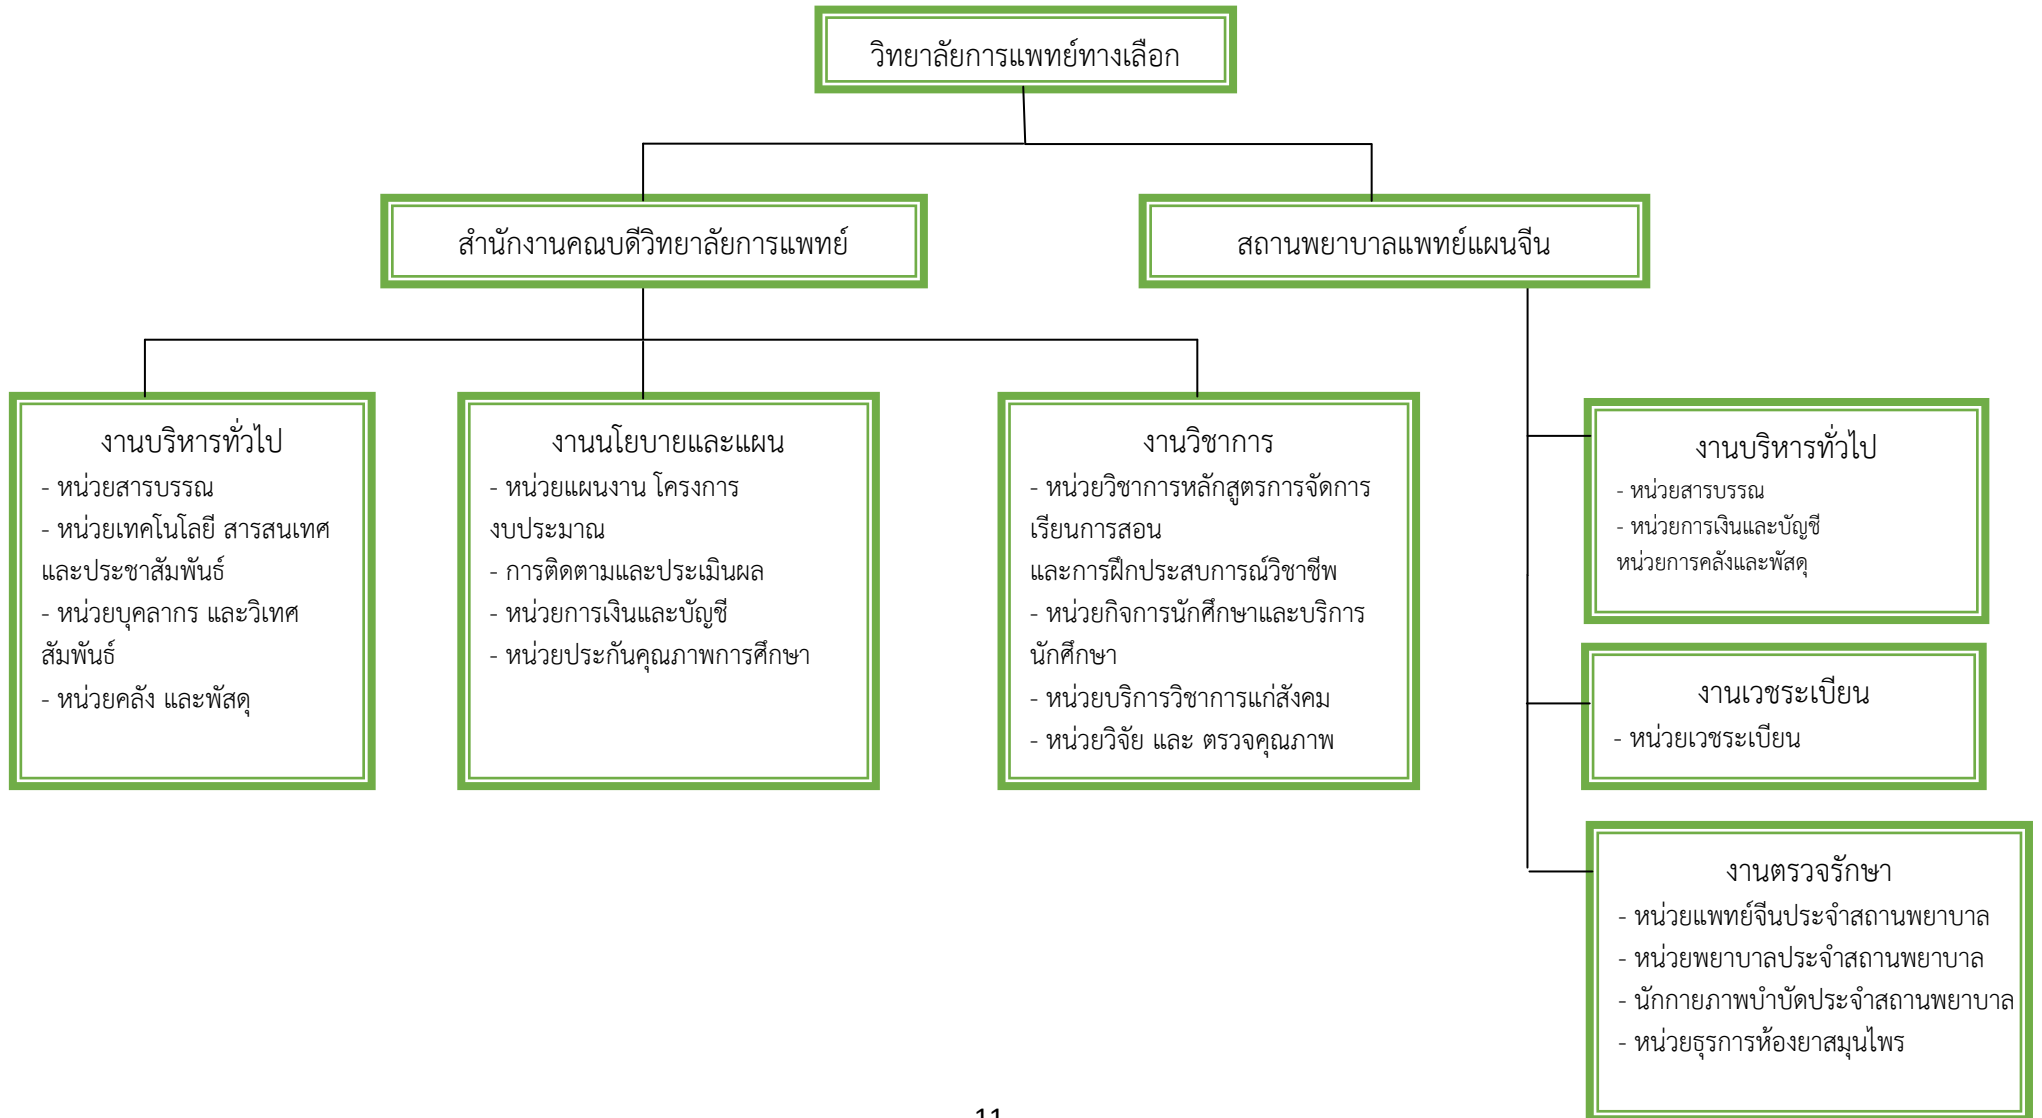 วิทยาลัยการแพทย์ทางเลือก
สำนักงานคณบดีวิทยาลัยการแพทย์
สถานพยาบาลแพทย์แผนจีน
งานบริหารทั่วไป
- หน่วยสารบรรณ
- หน่วยเทคโนโลยี สารสนเทศ
และประชาสัมพันธ์
- หน่วยบุคลากร และวิเทศ
สัมพันธ์
- หน่วยคลัง และพัสดุ
งานนโยบายและแผน
- หน่วยแผนงาน โครงการ
งบประมาณ
- การติดตามและประเมินผล
- หน่วยการเงินและบัญชี
- หน่วยประกันคุณภาพการศึกษา
งานวิชาการ
- หน่วยวิชาการหลักสูตรการจัดการ
เรียนการสอน
และการฝึกประสบการณ์วิชาชีพ
- หน่วยกิจการนักศึกษาและบริการ
นักศึกษา
- หน่วยบริการวิชาการแก่สังคม
- หน่วยวิจัย และ ตรวจคุณภาพ
งานบริหารทั่วไป
- หน่วยสารบรรณ
- หน่วยการเงินและบัญชี
หน่วยการคลังและพัสดุ
งานเวชระเบียน
- หน่วยเวชระเบียน
งานตรวจรักษา
- หน่วยแพทย์จีนประจำสถานพยาบาล
- หน่วยพยาบาลประจำสถานพยาบาล
- นักกายภาพบำบัดประจำสถานพยาบาล
- หน่วยธุรการห้องยาสมุนไพร
11